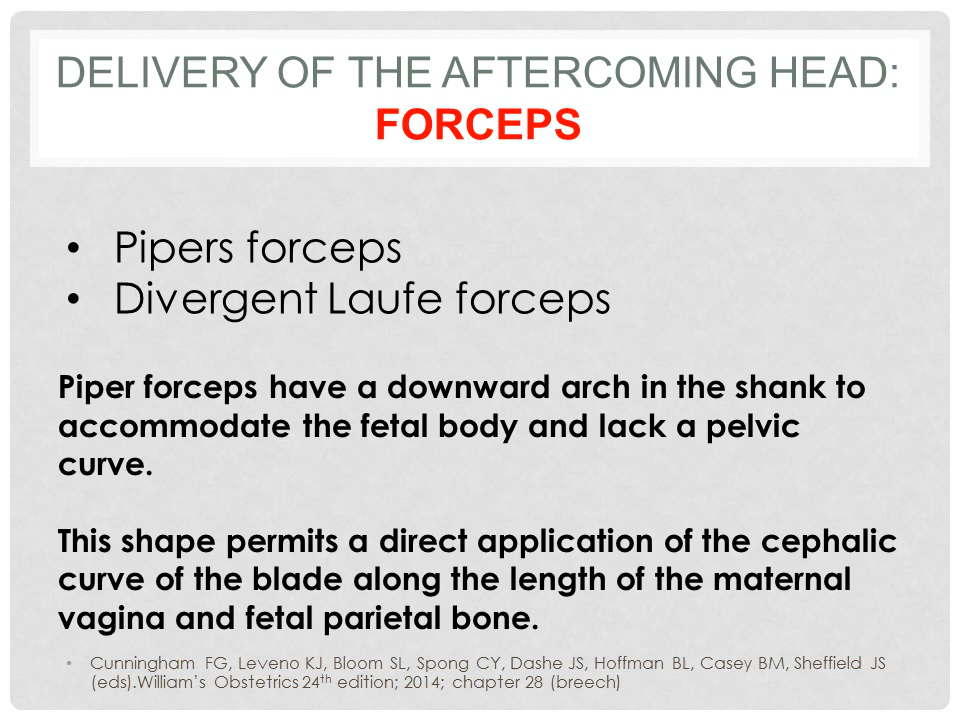 DELIVERY OF THE AFTERCOMING HEAD:
FORCEPS
• Pipers forceps
• Divergent Laufe forceps
Piper forceps have a downward arch in the shank to
accommodate the fetal body and lack a pelvic
curve.
This shape permits a direct application of the cephalic
curve of the blade along the length of the maternal
vagina and fetal parietal bone.
• Cunningham FG, Leveno KJ, Bloom SL, Spong CY, Dashe JS, Hoffman BL, Casey BM, Sheffield JS
(eds).William's Obstetrics 24th edition; 2014; chapter 28 (breech)